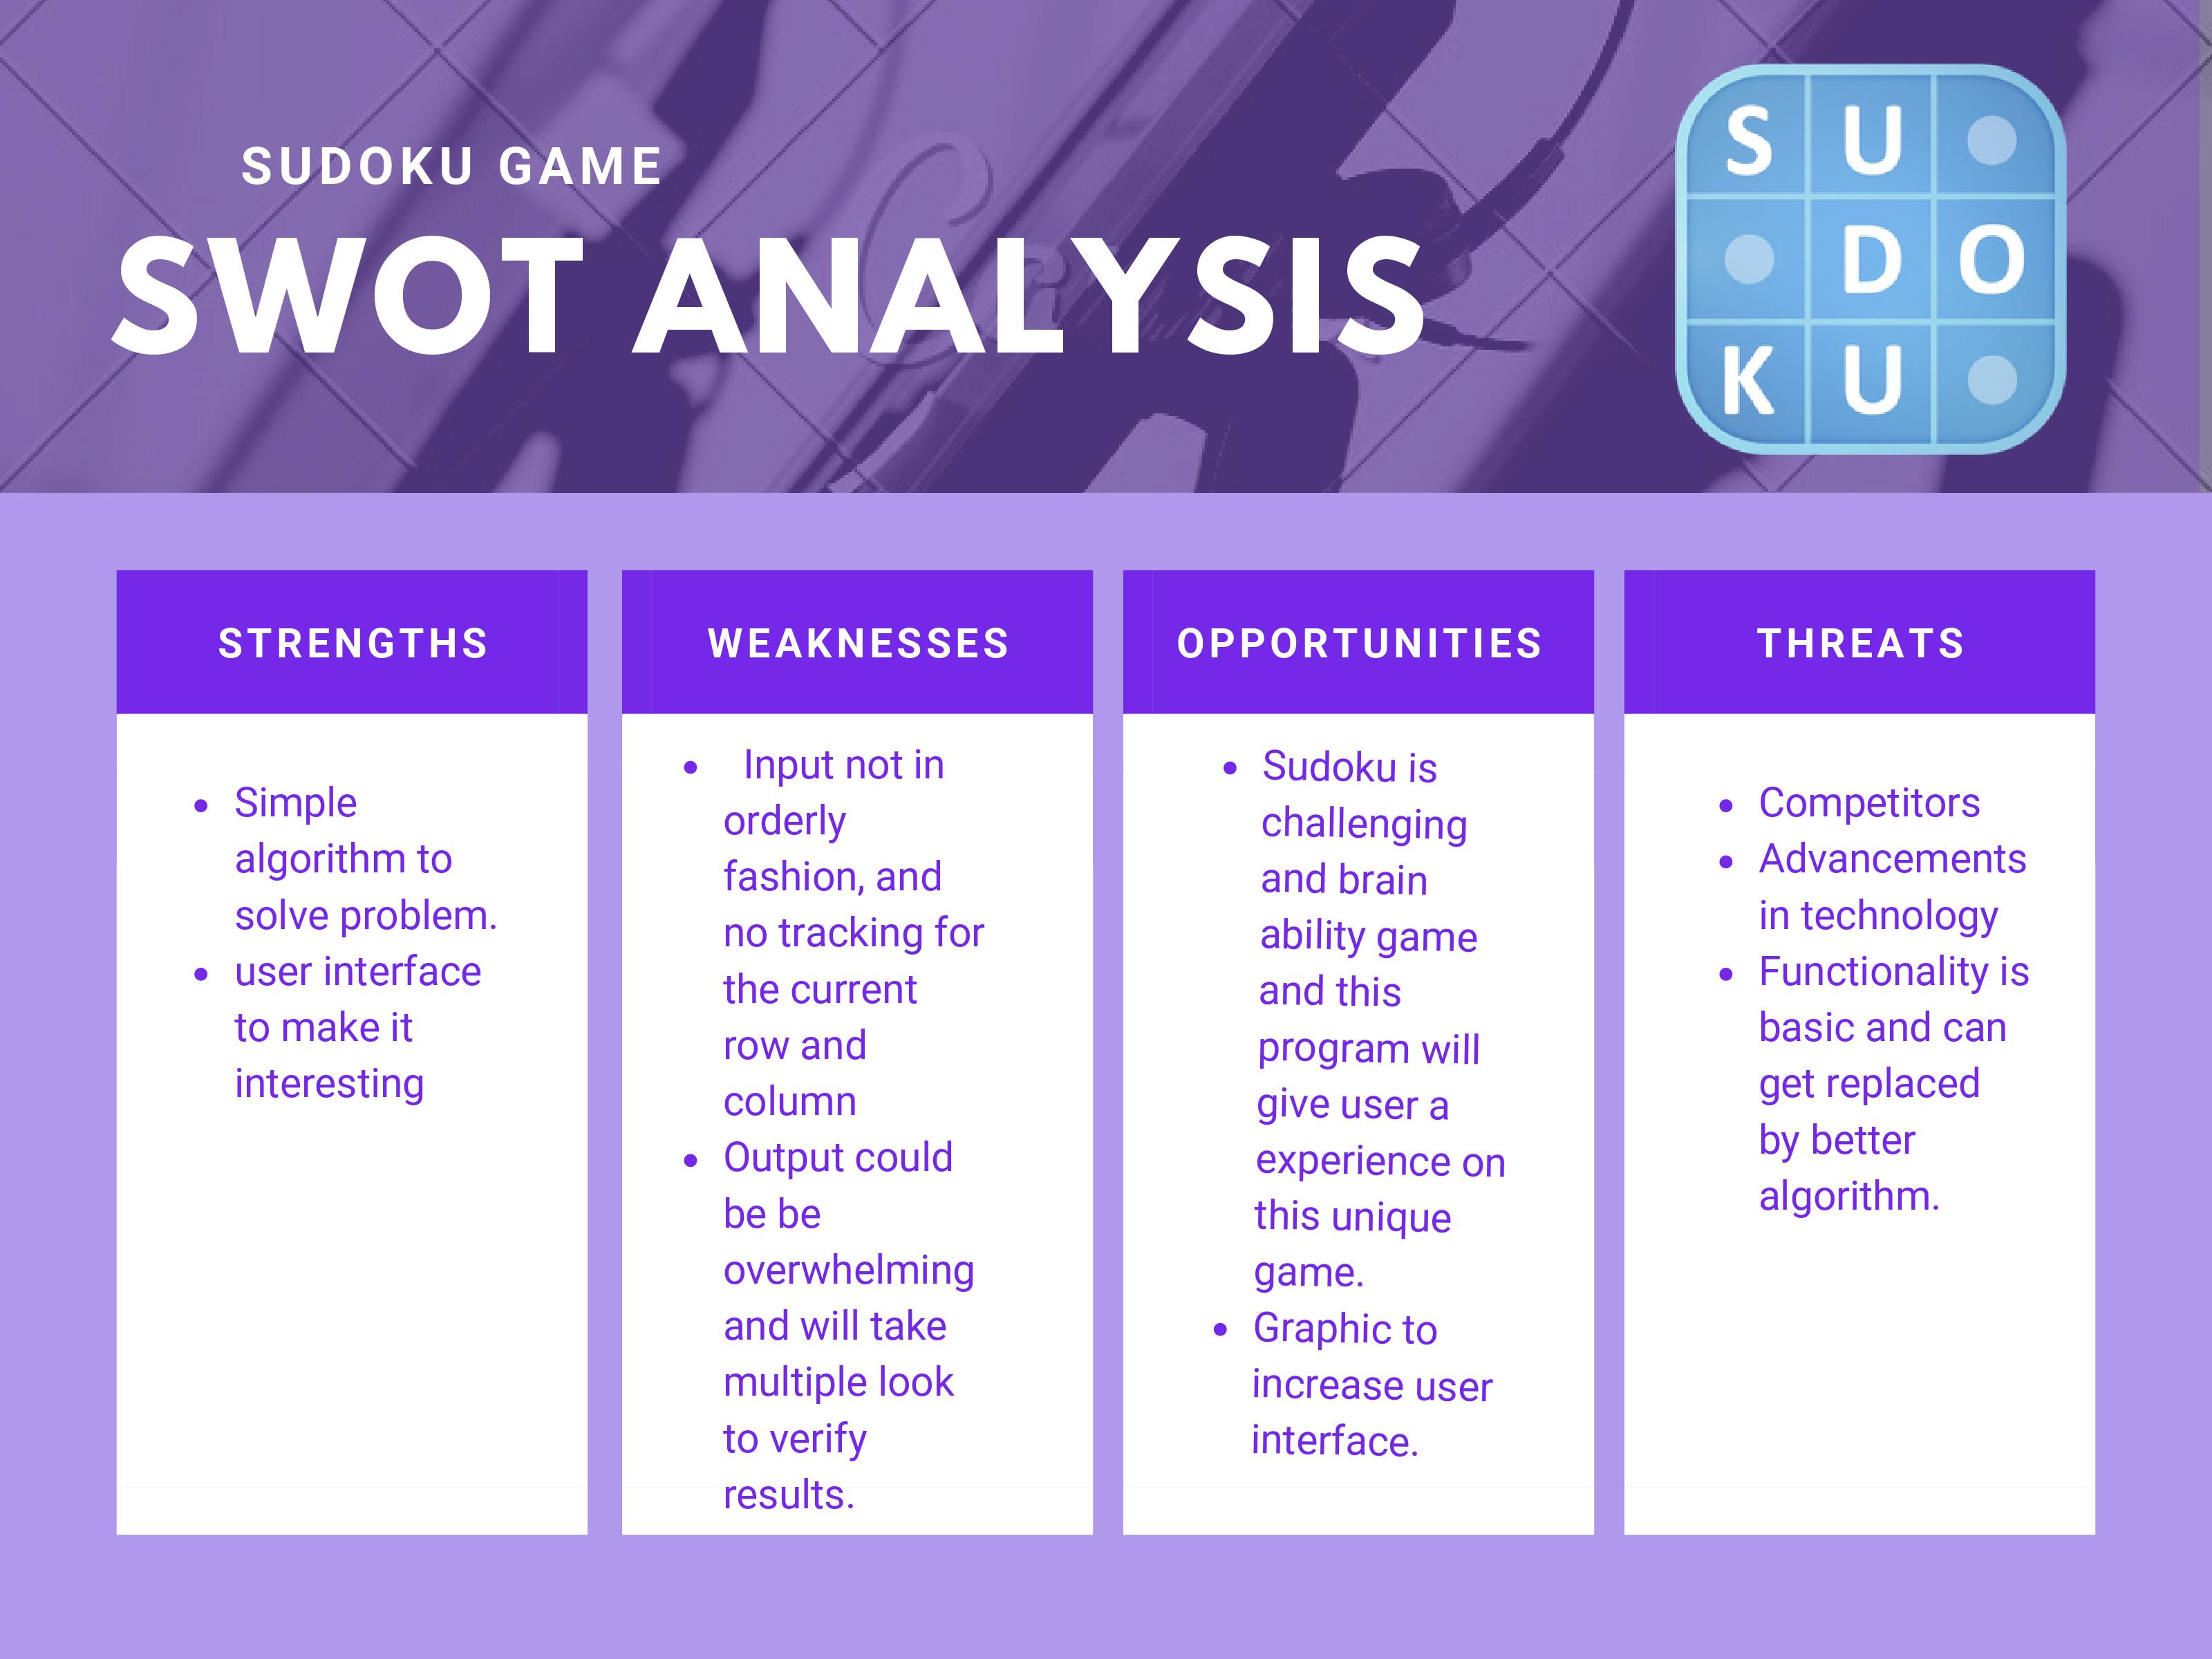 SUDOKU GAME
SWOT ANALYSIS
S U
D O
K U
STRENGTHS
• Simple
algorithm to
solve problem.
• user interface
to make it
interesting
WEAKNESSES
• Input not in
orderly
fashion, and
no tracking for
the current
row and
column
• Output could
be be
overwhelming
and will take
multiple look
to verify
results.
OPPORTUNITIES
• Sudoku is
challenging
and brain
ability game
and this
program will
give user a
experience on
this unique
game.
• Graphic to
increase user
interface.
THREATS
• Competitors
• Advancements
in technology
• Functionality is
basic and can
get replaced
by better
algorithm.